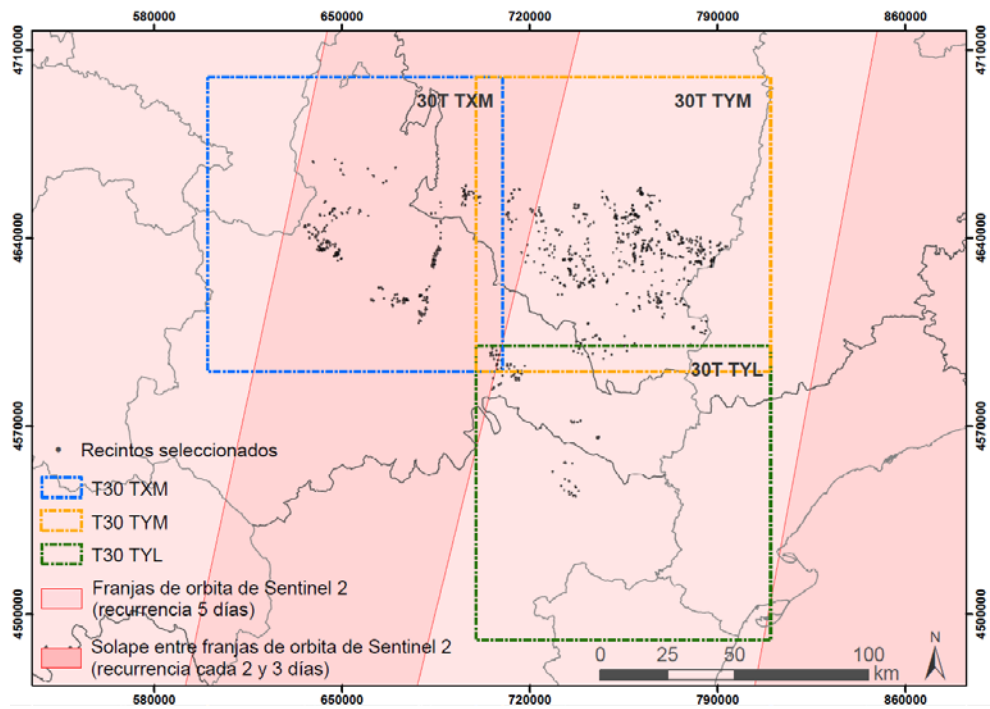 580000 650000 720000 790000 860000
4710000 4710000
30T TXM 30T TYM
4640000 4640000
30T TYL
4570000 4570000
Recintos seleccionados
T30 TXM
T30 TYM
T30 TYL
Franjas de orbita de Sentinel 2
(recurrencia 5 días)
4500000 4500000
Solape entre franjas de orbita de Sentinel 2
(recurrencia cada 2 y 3 días)
N
0 25 50 100
km
580000 650000 720000 790000 860000